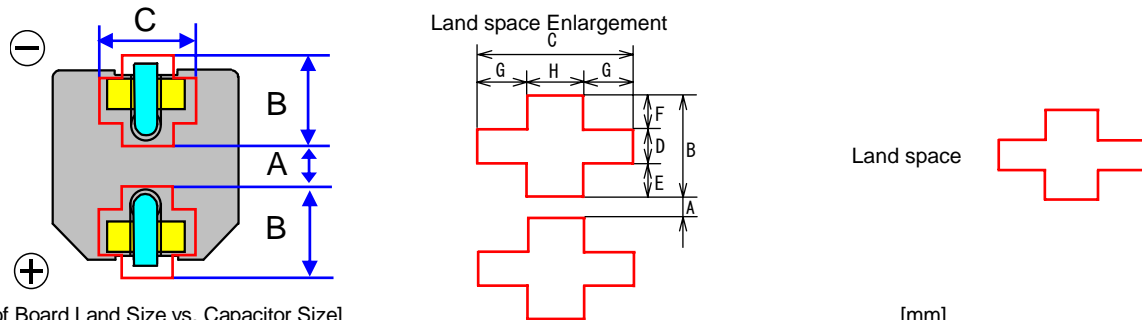 C
−
B
A
B
+
Land space Enlargement
C
G H G
F
D
B
E
A
Land space
of Board Land Size vs. Capacitor Size]
[mm]